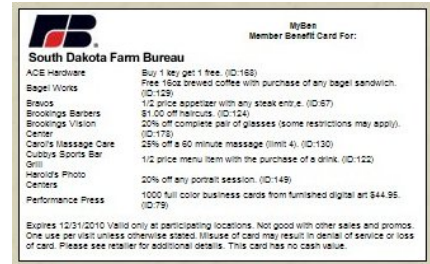 FB.
MyBen
Member Benefit Card For:
South Dakota Farm Bureau
ACE Hardware Buy 1 key get 1 free. (ID:168)
Bagel Works Free 16oz brewed coffee with purchase of any bagel sandwich. (ID:129)
Bravos 1/2 price appetizer with any steak entr,e. (ID:67)
Brookings Barbers $1.00 off haircuts. (ID:124)
Brookings Vision Center 20% off complete pair of glasses (some restrictions may apply). (ID:178)
Carol's Massage Care 25% off a 60 minute massage (limit 4). (ID:130)
Cubbys Sports Bar Grill 1/2 price menu item with the purchase of a drink. (ID:122)
Harold's Photo Centers 20% off any portrait session. (ID:149)
Performance Press 1000 full color business cards from furnished digital art $44.95. (ID:79)
Expires 12/31/2010 Valid only at participating locations. Not good with other sales and promos.
One use per visit unless otherwise stated. Misuse of card may result in denial of service or loss
of card. Please see retailer for additional details. This card has no cash value.